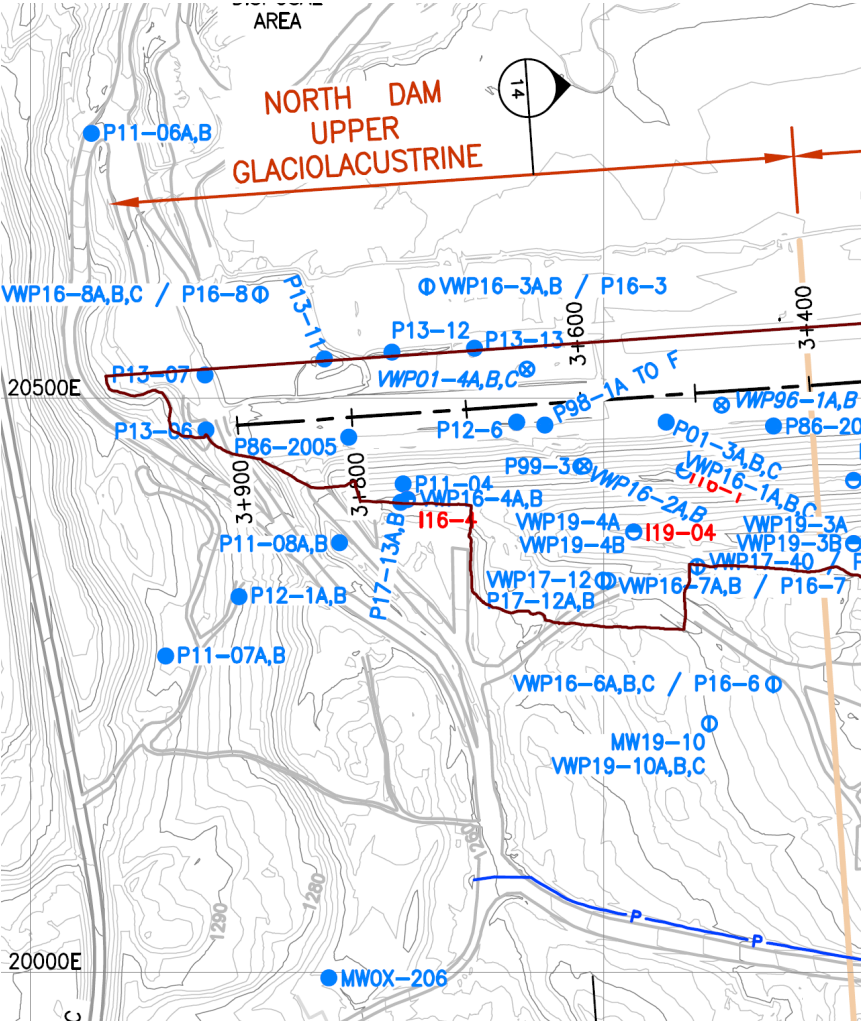 AREA
14
NORTH DAM
UPPER
GLACIOLACUSTRINE
P11-06A,B
VWP16-8A,B,C / P16-8
VWP16-3A,B / P16-3
P13-11
P13-12
P13-13
3+600
3+400
P13-07
VWP01-4A,B,C
P98-1A TO F
20500E
VWP96-1A,B
P13-06
P86-2005
P12-6
P01-3A,B,C
P86-20
3+900
3+800
P99-3
VWP16-2A,B
VWP16-1A,B,C
P11-04
VWP16-4A,B
I16-4
P17-13A,B
VWP19-4A
VWP19-4B
I19-04
VWP19-3A
VWP19-3B
P11-08A,B
VWP17-40 / P
P12-1A,B
VWP17-12
P17-12A,B
VWP16-7A,B / P16-7
P11-07A,B
VWP16-6A,B,C / P16-6
MW19-10
VWP19-10A,B,C
1260
1280
1290
P
P
20000E
MWOX-206